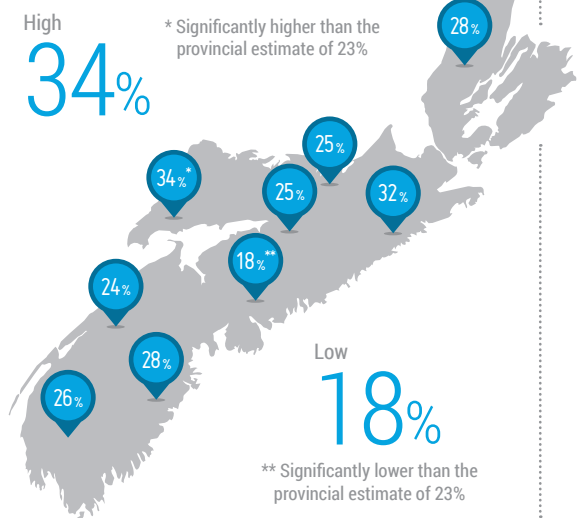 High
34%
* Significantly higher than the
provincial estimate of 23%
28%
25%
34%*
25%
32%
18%**
24%
28%
26%
Low
18%
** Significantly lower than the
provincial estimate of 23%